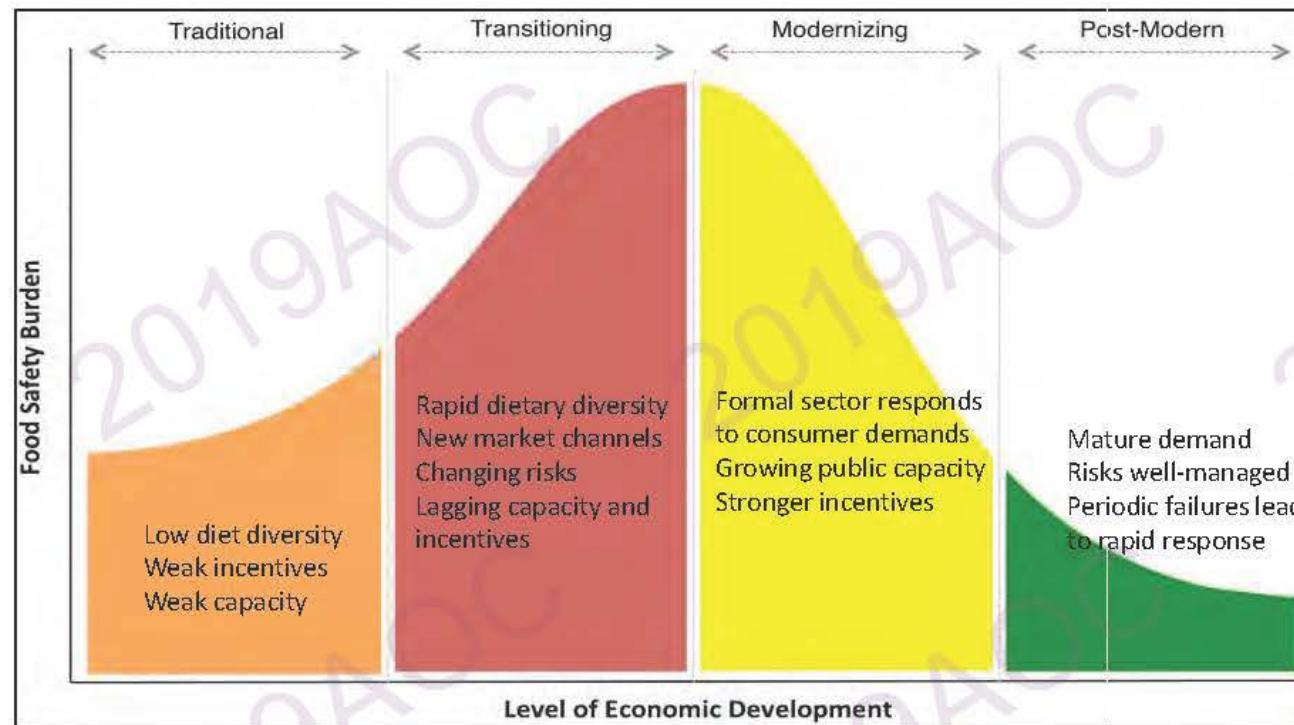 Traditional
Transitioning
Modernizing
Post-Modern
Food Safety Burden
Low diet diversity
Weak incentives
Weak capacity
Rapid dietary diversity
New market channels
Changing risks
Lagging capacity and
incentives
Formal sector responds
to consumer demands
Growing public capacity
Stronger incentives
Mature demand
Risks well-managed
Periodic failures lead
to rapid response
Level of Economic Development
2019AOC
2019AOC
2019AOC
2019AOC